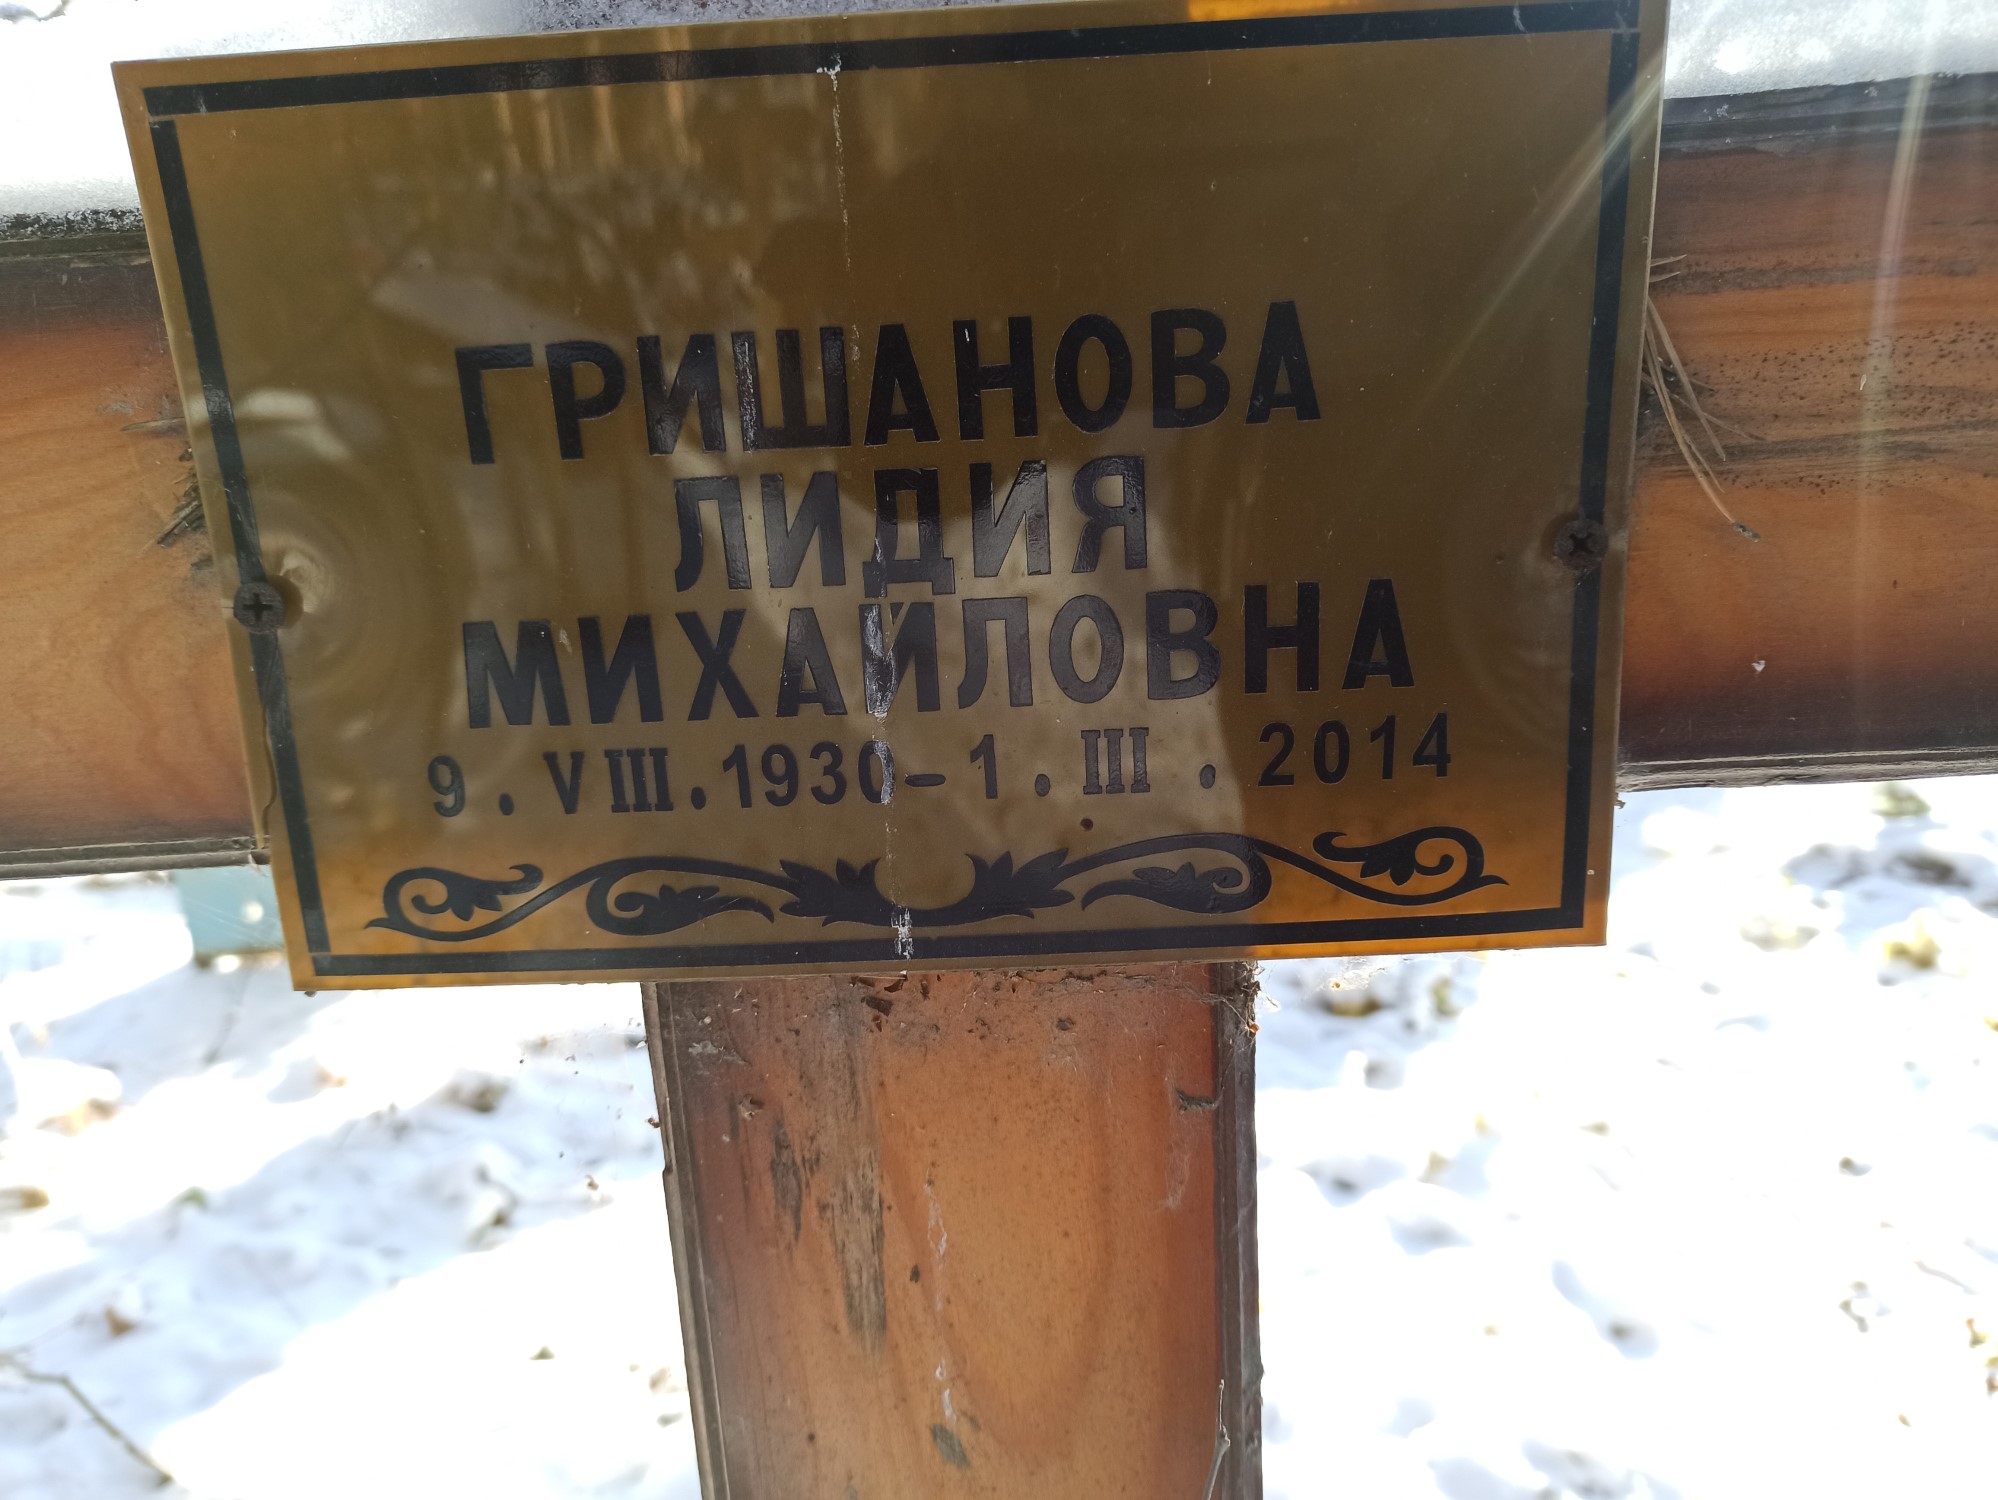 ГРИШАНОВА
ЛИДИЯ
МИХАЙЛОВНА
9.VIII.1930-1.III.2014